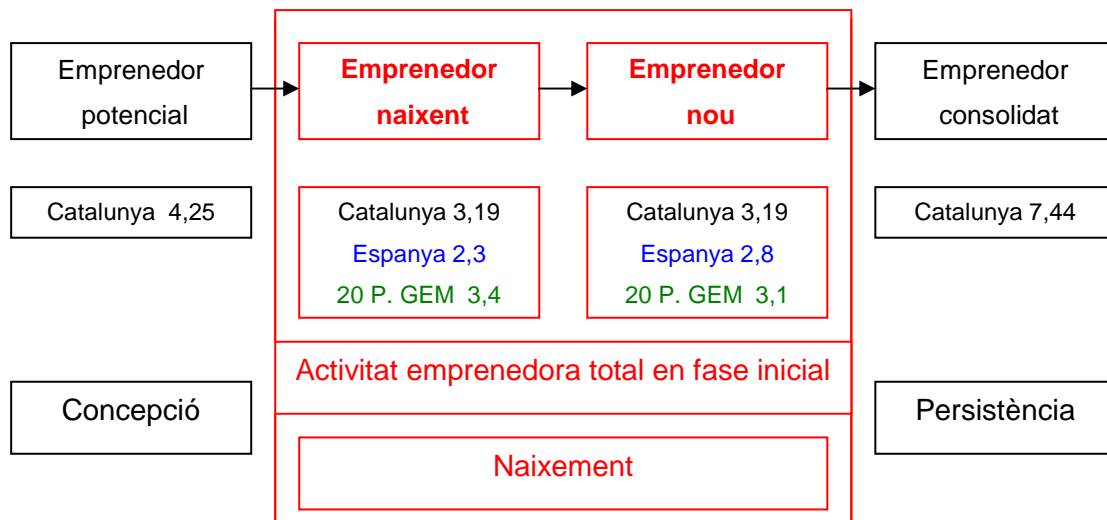 Emprenedor
potencial
Emprenedor
naixent
Emprenedor
nou
Emprenedor
consolidat
Catalunya 4,25
Catalunya 3,19
Espanya 2,3
20 P. GEM 3,4
Catalunya 3,19
Espanya 2,8
20 P. GEM 3,1
Catalunya 7,44
Activitat emprenedora total en fase inicial
Concepció
Naixement
Persistència